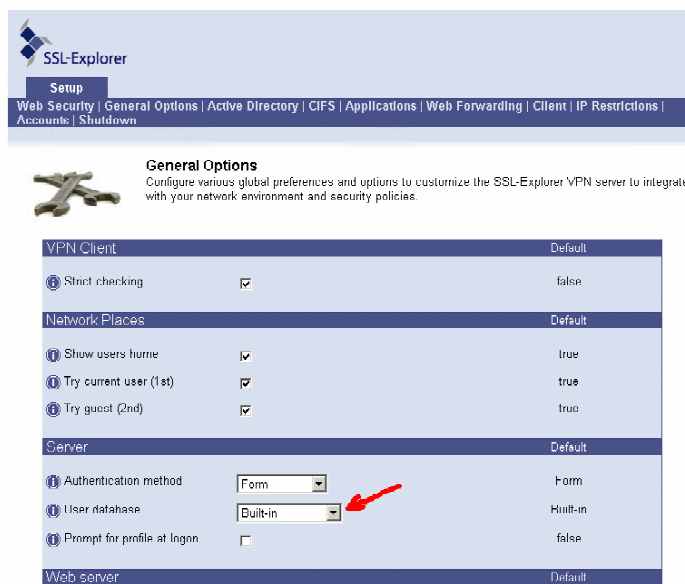 SSL-Explorer
Setup
Web Security | General Options | Active Directory | CIFS | Applications | Web Forwarding | Client | IP Restrictions |
Accounts | Shutdown
General Options
Configure various global preferences and options to customize the SSL-Explorer VPN server to integrate
with your network environment and security policies.
VPN Client Default
Strict checking false
Network Places Default
Show users home true
Try current user (1st) true
Try guest (2nd) true
Server Default
Authentication method Form Form
User database Built-in Built-in
Prompt for profile at logon false
Web server Default